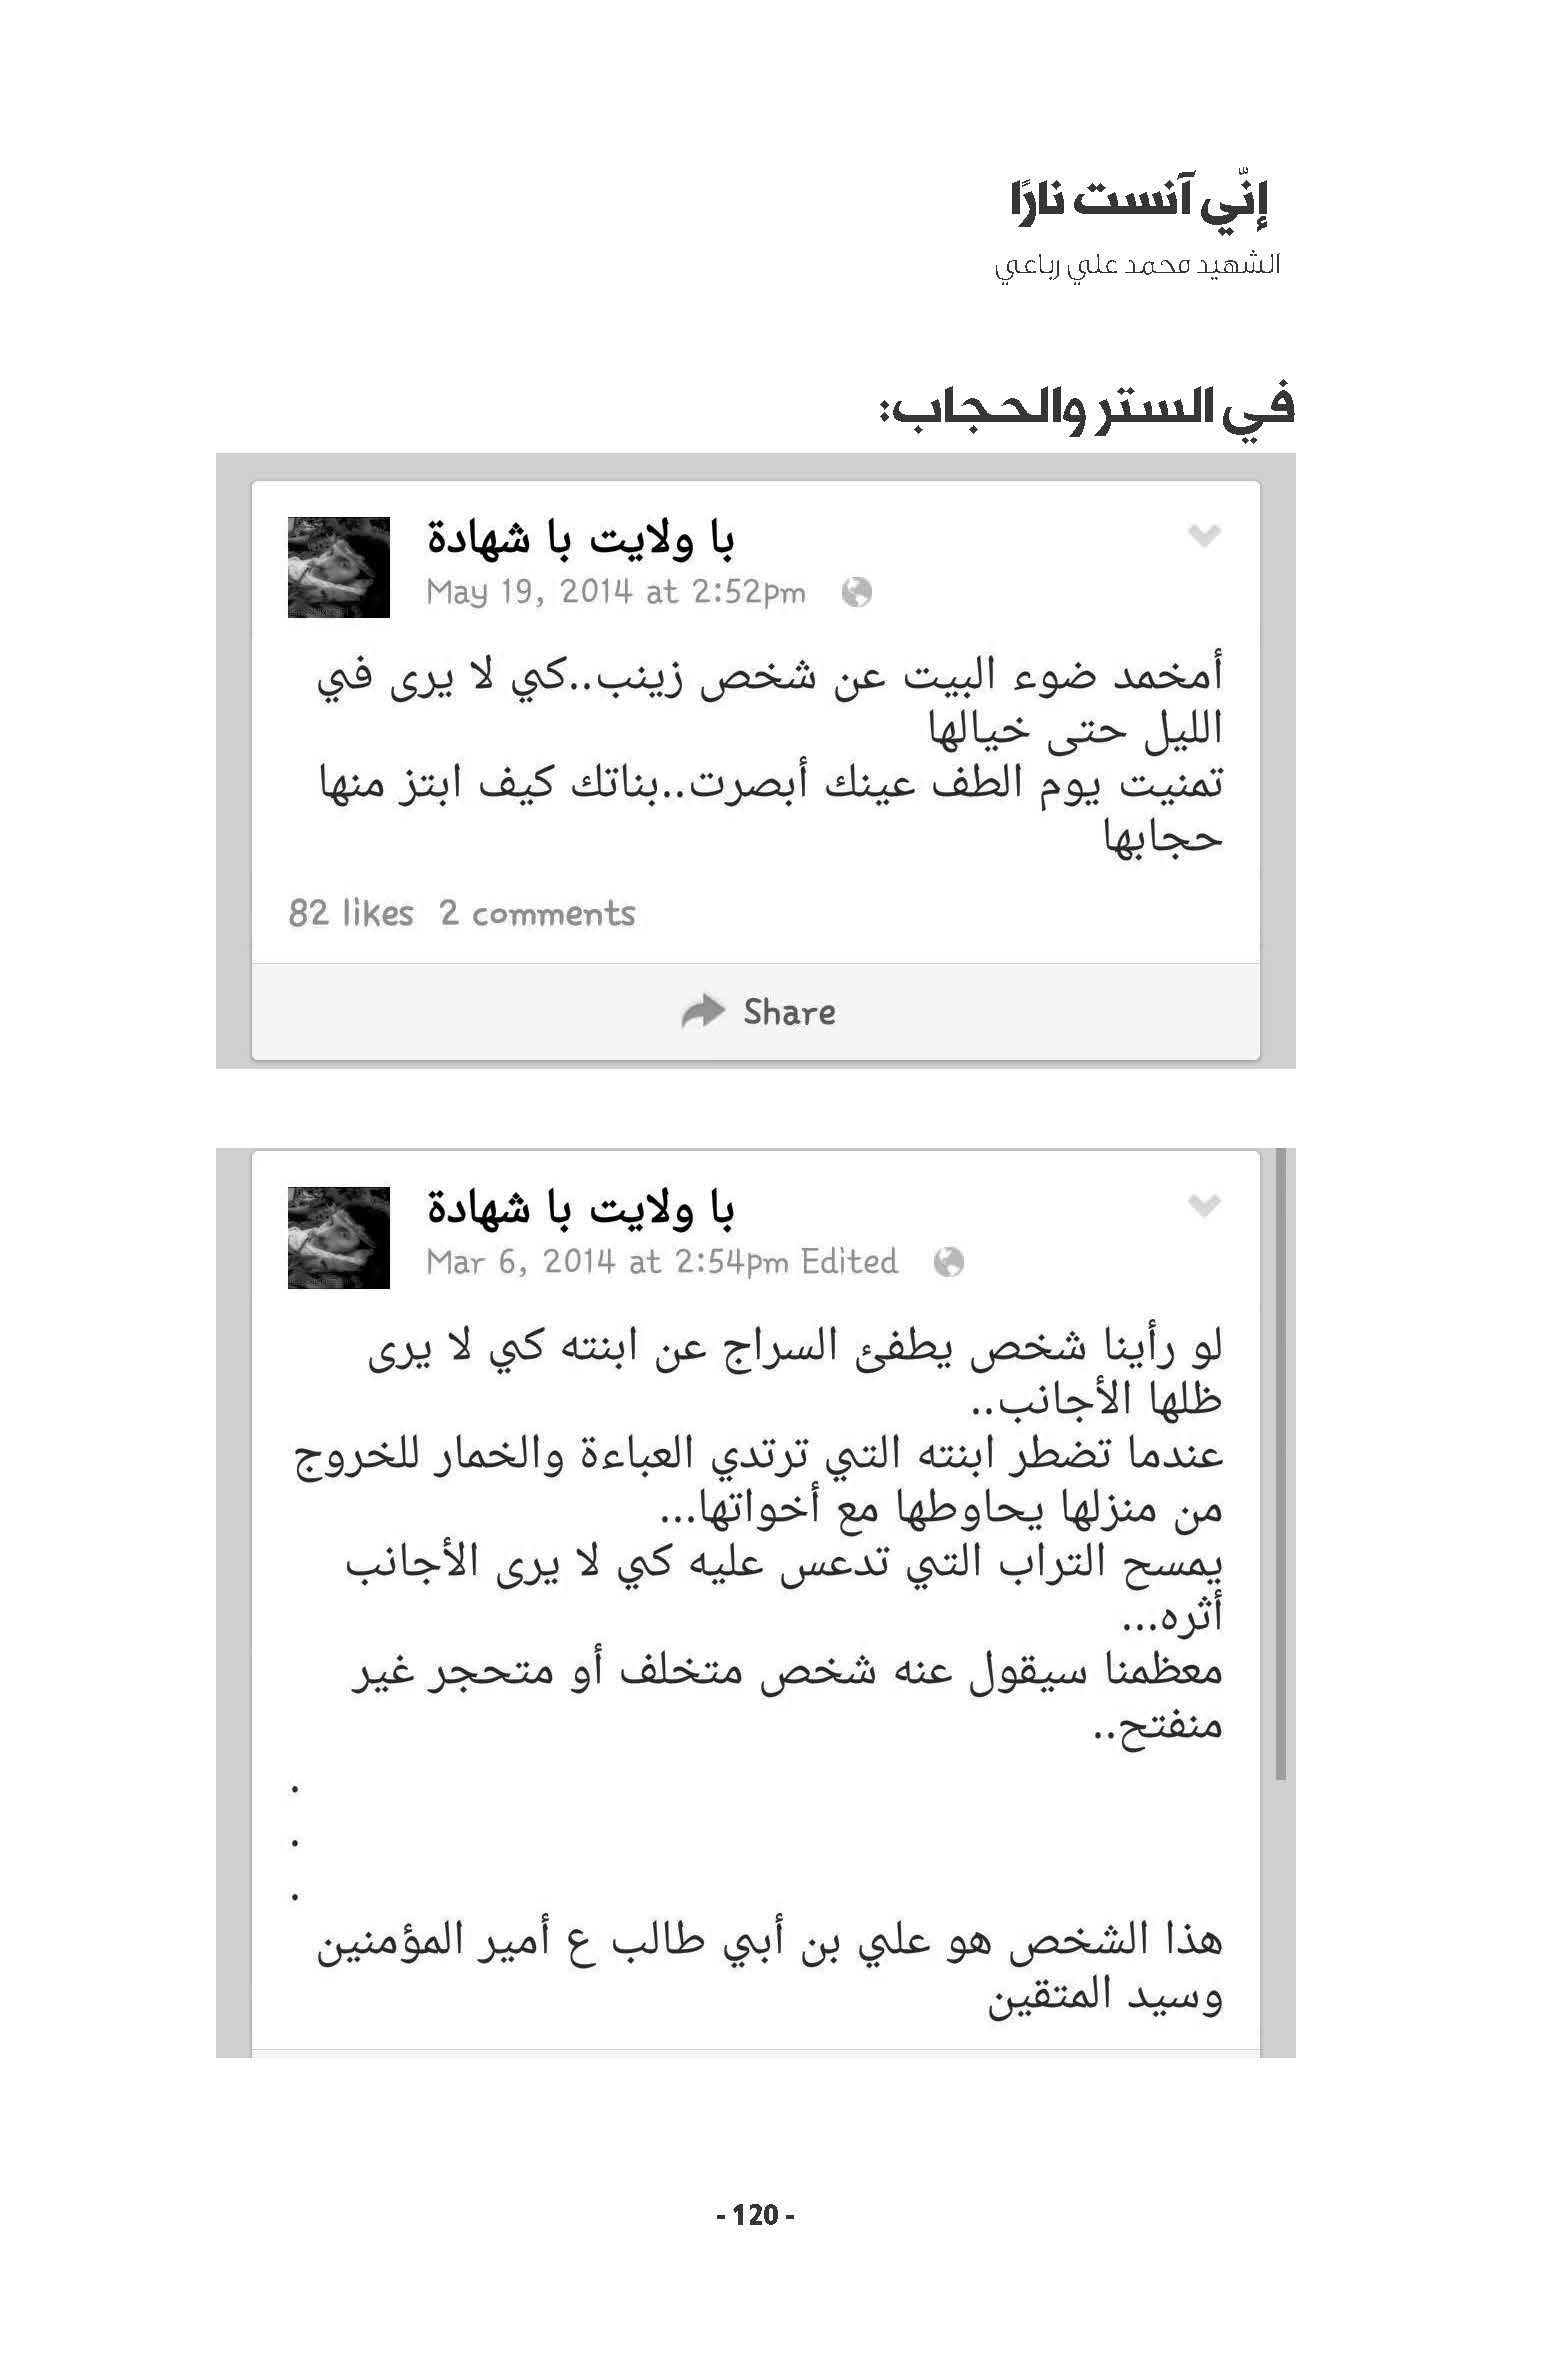 إنّي آنست نارًا
الشهيد محمد علي رباعي
في الستر والحجاب:
با ولايت با شهادة
May 19, 2014 at 2:52pm
أمخمد ضوء البيت عن شخص زينب..كي لا يرى في
الليل حتى خيالها
تمنيت يوم الطف عينك أبصرت..بناتك كيف ابتز منها
حجابها
82 likes 2 comments
Share
با ولايت با شهادة
Mar 6, 2014 at 2:54pm Edited
لو رأينا شخص يطفئ السراج عن ابنته كي لا يرى
ظلها الأجانب..
عندما تضطر ابنته التي ترتدي العباءة والخمار للخروج
من منزلها يحاوطها مع أخواتها...
يمسح التراب التي تدعس عليه كي لا يرى الأجانب
أثره...
معظمنا سيقول عنه شخص متخلف أو متحجر غير
منفتح..
.
.
.
هذا الشخص هو علي بن أبي طالب ع أمير المؤمنين
وسيد المتقين
- 120 -